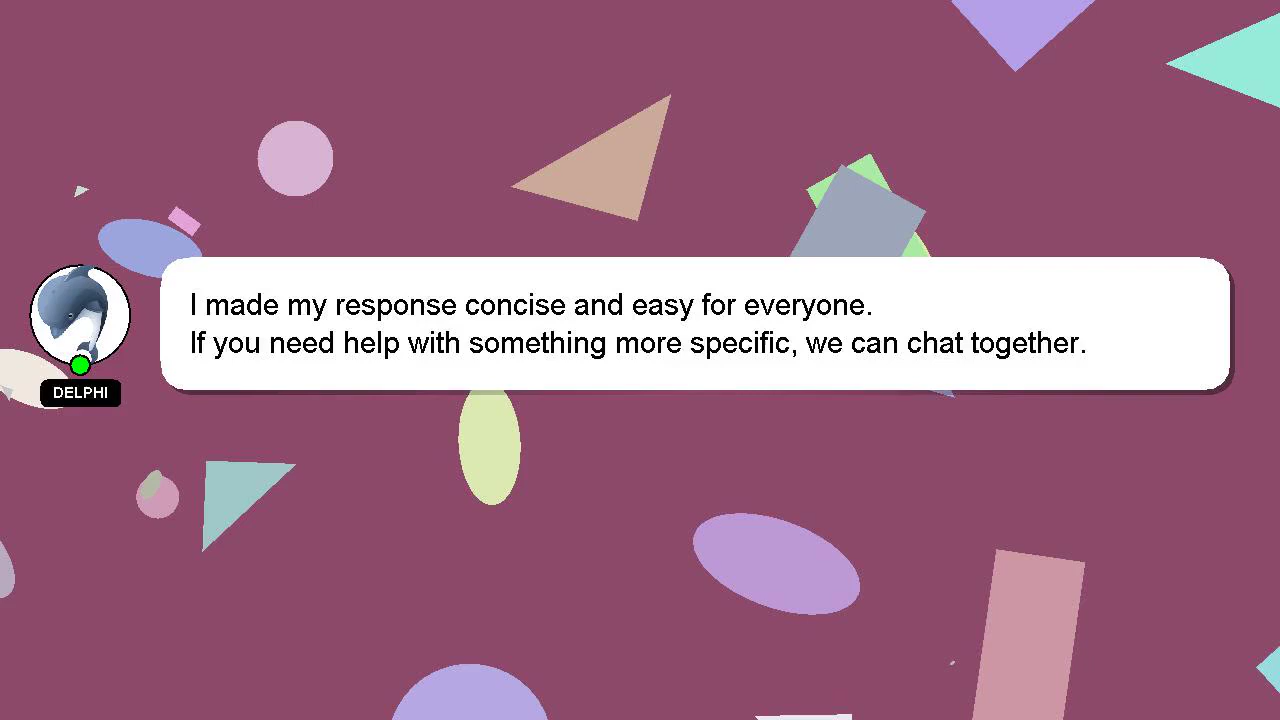 I made my response concise and easy for everyone.
If you need help with something more specific, we can chat together.
DELPHI